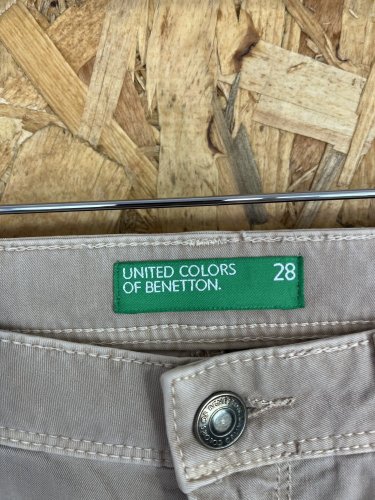 UNITED COLORS 28
OF BENETTON.